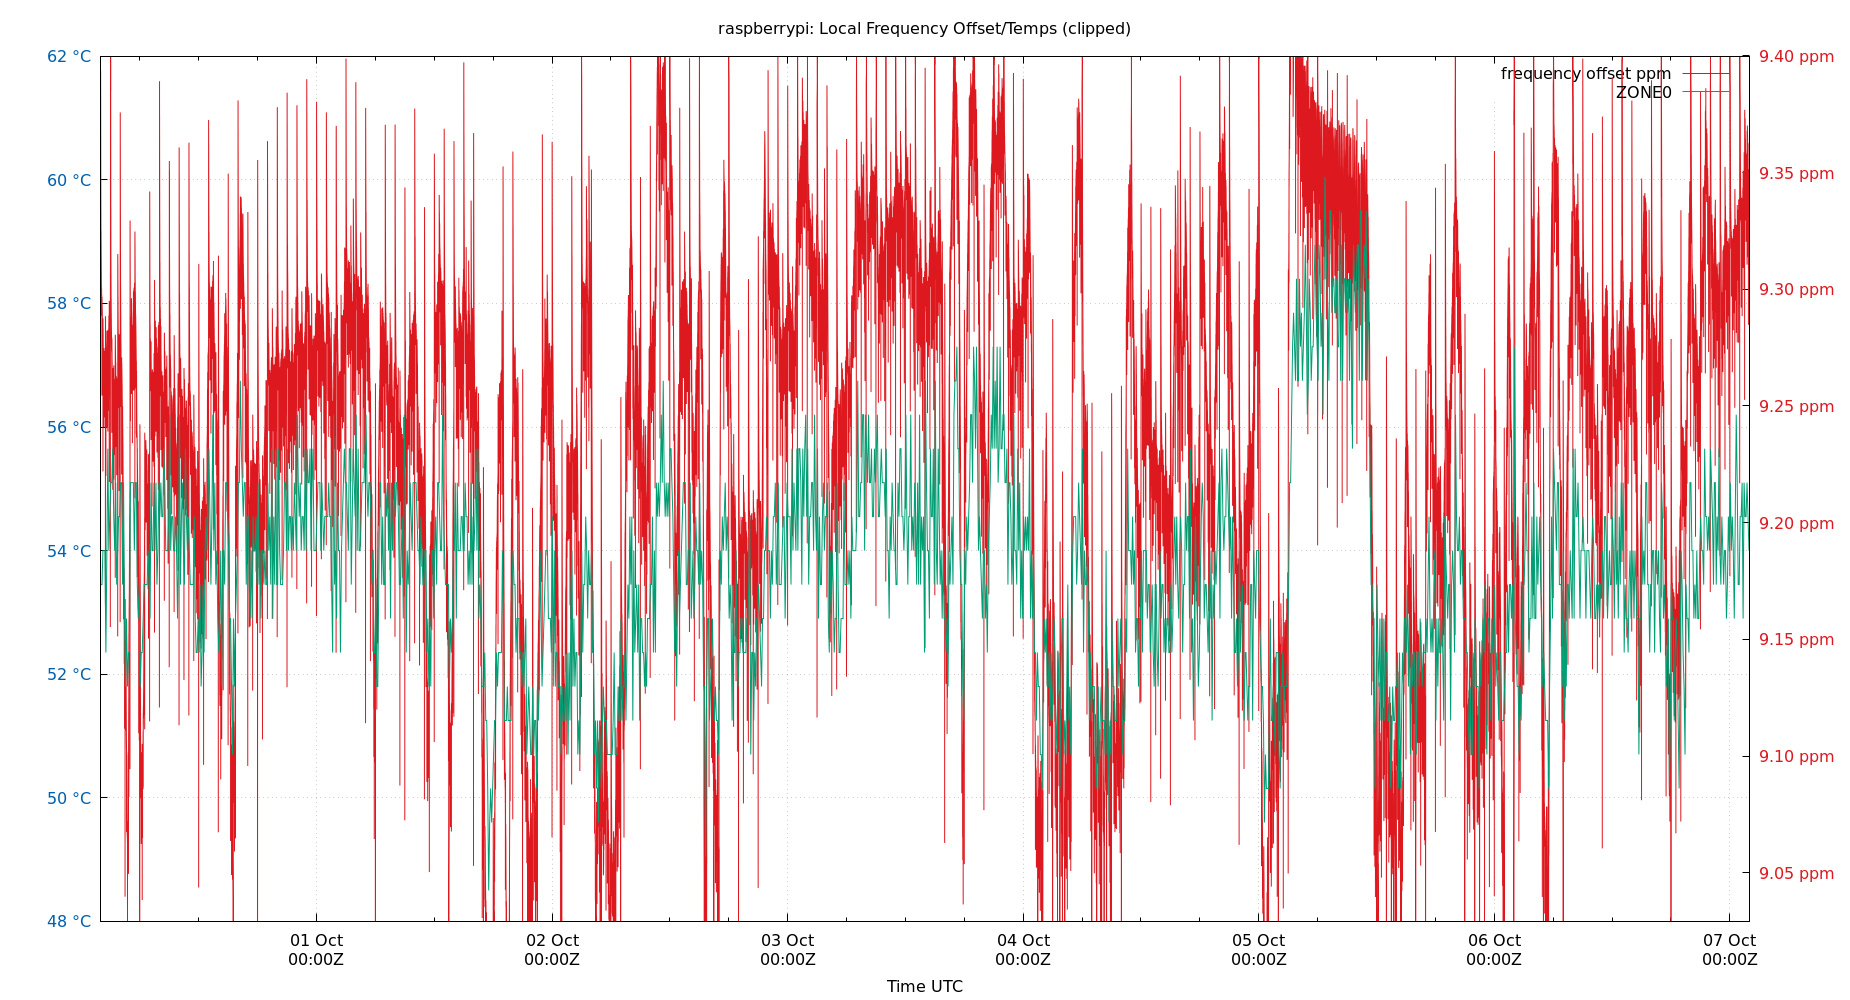 raspberrypi: Local Frequency Offset/Temps (clipped)
62 °C
60 °C
58 °C
56 °C
54 °C
52 °C
50 °C
48 °C
9.40 ppm
9.35 ppm
9.30 ppm
9.25 ppm
9.20 ppm
9.15 ppm
9.10 ppm
9.05 ppm
frequency offset ppm
ZONE0
01 Oct
00:00Z
02 Oct
00:00Z
03 Oct
00:00Z
04 Oct
00:00Z
05 Oct
00:00Z
06 Oct
00:00Z
07 Oct
00:00Z
Time UTC